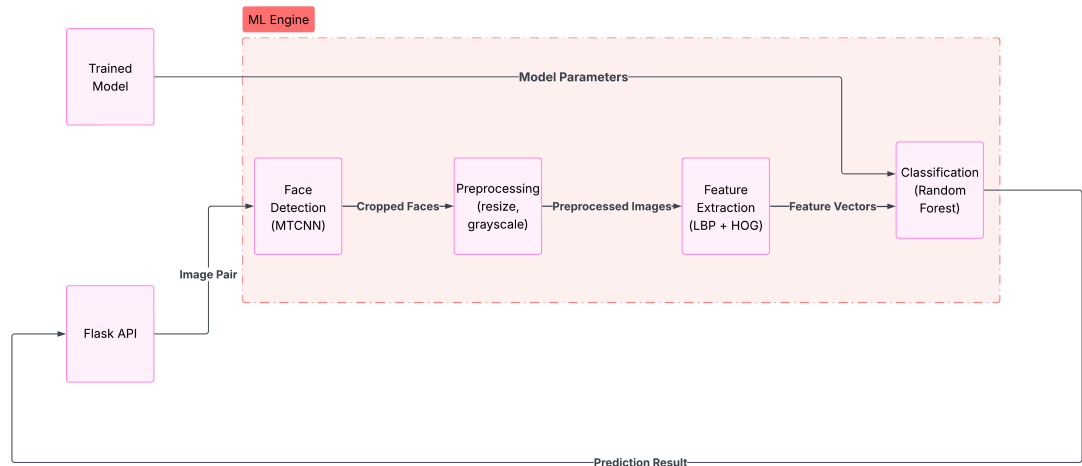 ML Engine
Trained
Model
Model Parameters
Face
Detection
(MTCNN)
Cropped Faces
Preprocessing
(resize,
grayscale)
Preprocessed Images
Feature
Extraction
(LBP + HOG)
Feature Vectors
Classification
(Random
Forest)
Image Pair
Flask API
Prediction Result